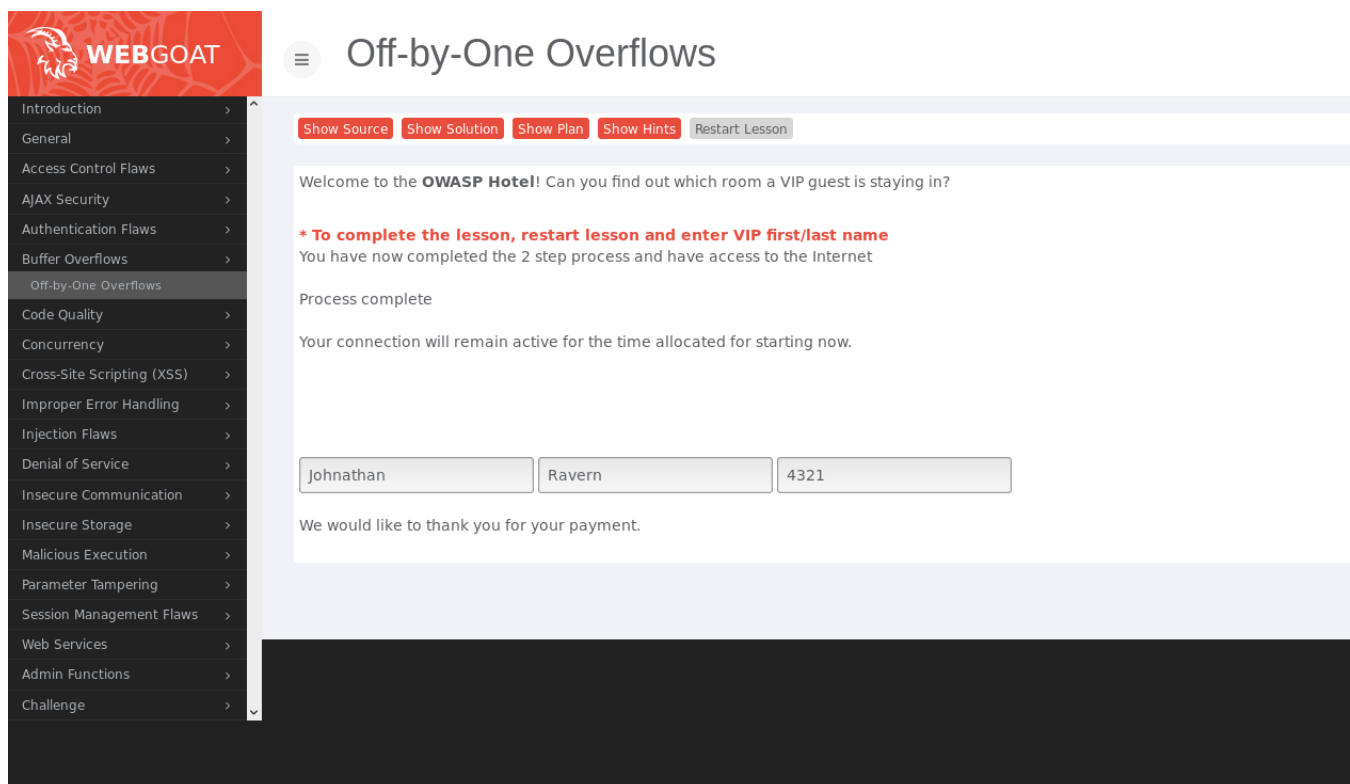 WEBGOAT
Off-by-One Overflows
Introduction
General
Access Control Flaws
AJAX Security
Authentication Flaws
Buffer Overflows
Off-by-One Overflows
Code Quality
Concurrency
Cross-Site Scripting (XSS)
Improper Error Handling
Injection Flaws
Denial of Service
Insecure Communication
Insecure Storage
Malicious Execution
Parameter Tampering
Session Management Flaws
Web Services
Admin Functions
Challenge
Show Source Show Solution Show Plan Show Hints Restart Lesson
Welcome to the OWASP Hotel! Can you find out which room a VIP guest is staying in?
* To complete the lesson, restart lesson and enter VIP first/last name
You have now completed the 2 step process and have access to the Internet
Process complete
Your connection will remain active for the time allocated for starting now.
Johnathan Ravern 4321
We would like to thank you for your payment.